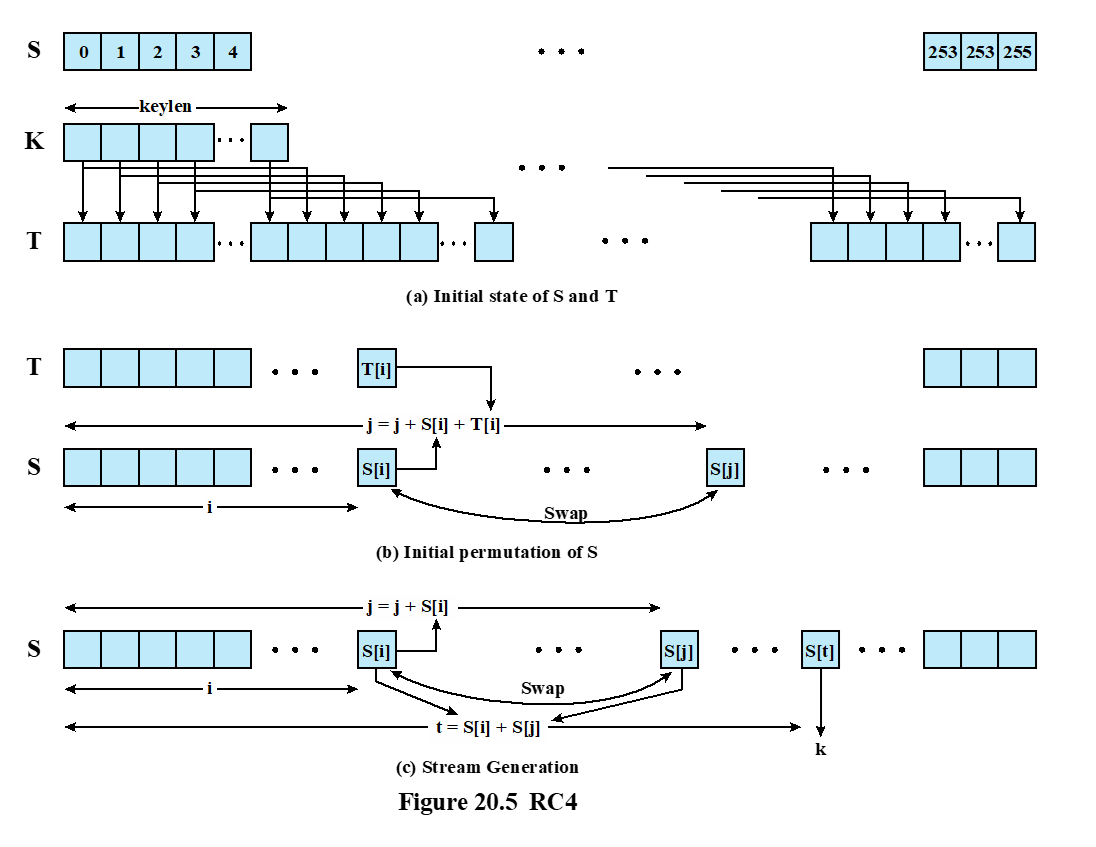 S 0 1 2 3 4 ... 253 253 255
keylen
K ... ...
T ... ... ... ...
(a) Initial state of S and T
T ... T[i] ...
j = j + S[i] + T[i]
S ... S[i] ... S[j] ...
i
Swap
(b) Initial permutation of S
j = j + S[i]
S ... S[i] ... S[j] ... S[t] ...
i
Swap
t = S[i] + S[j]
k
(c) Stream Generation
Figure 20.5 RC4